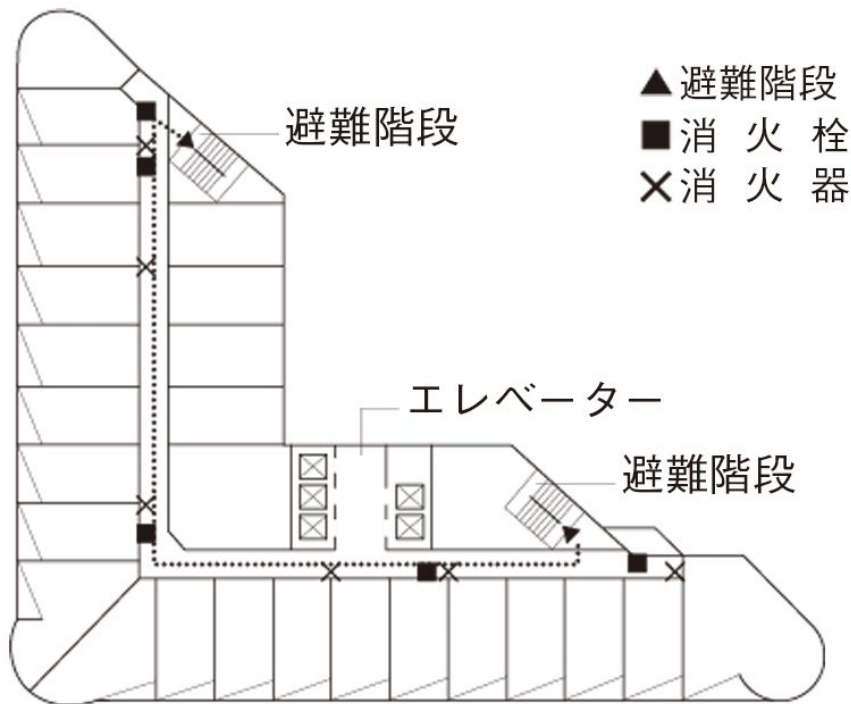 ▲避難階段
■消 火 栓
×消 火 器
避難階段
エレベーター
避難階段